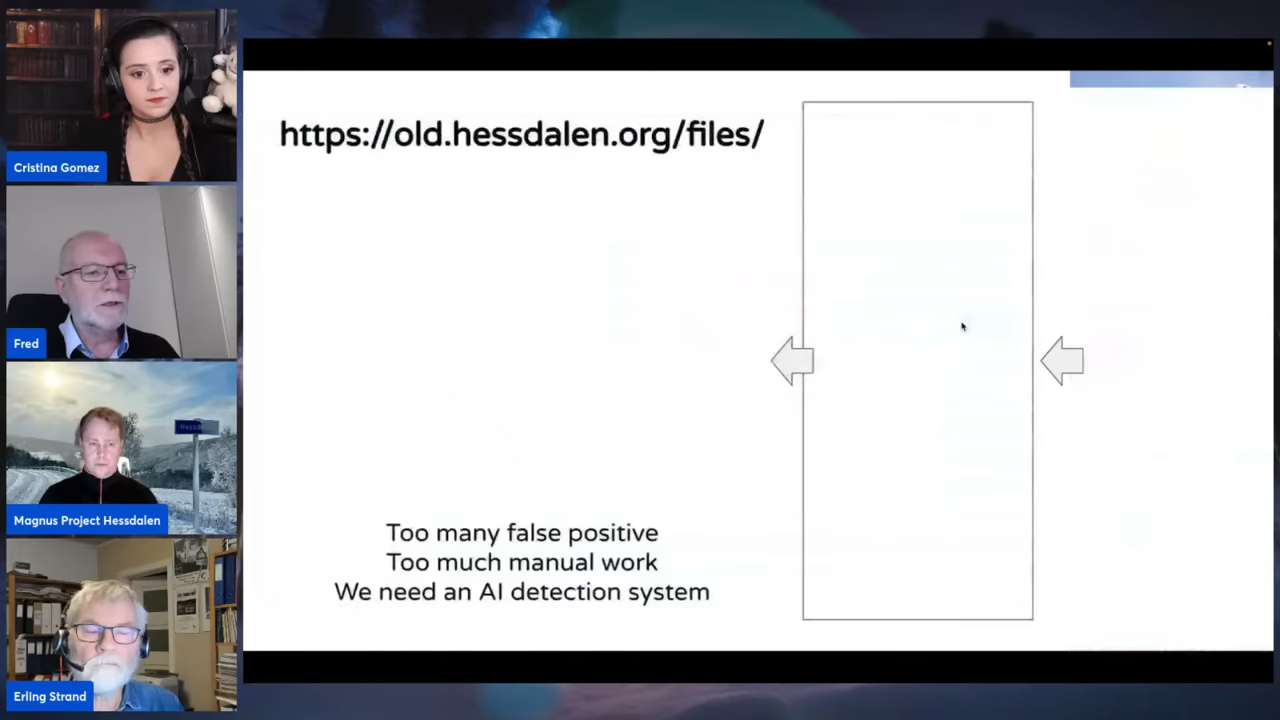 Cristina Gomez
Fred
Magnus Project Hessdalen
Erling Strand
https://old.hessdalen.org/files/
Too many false positive
Too much manual work
We need an AI detection system